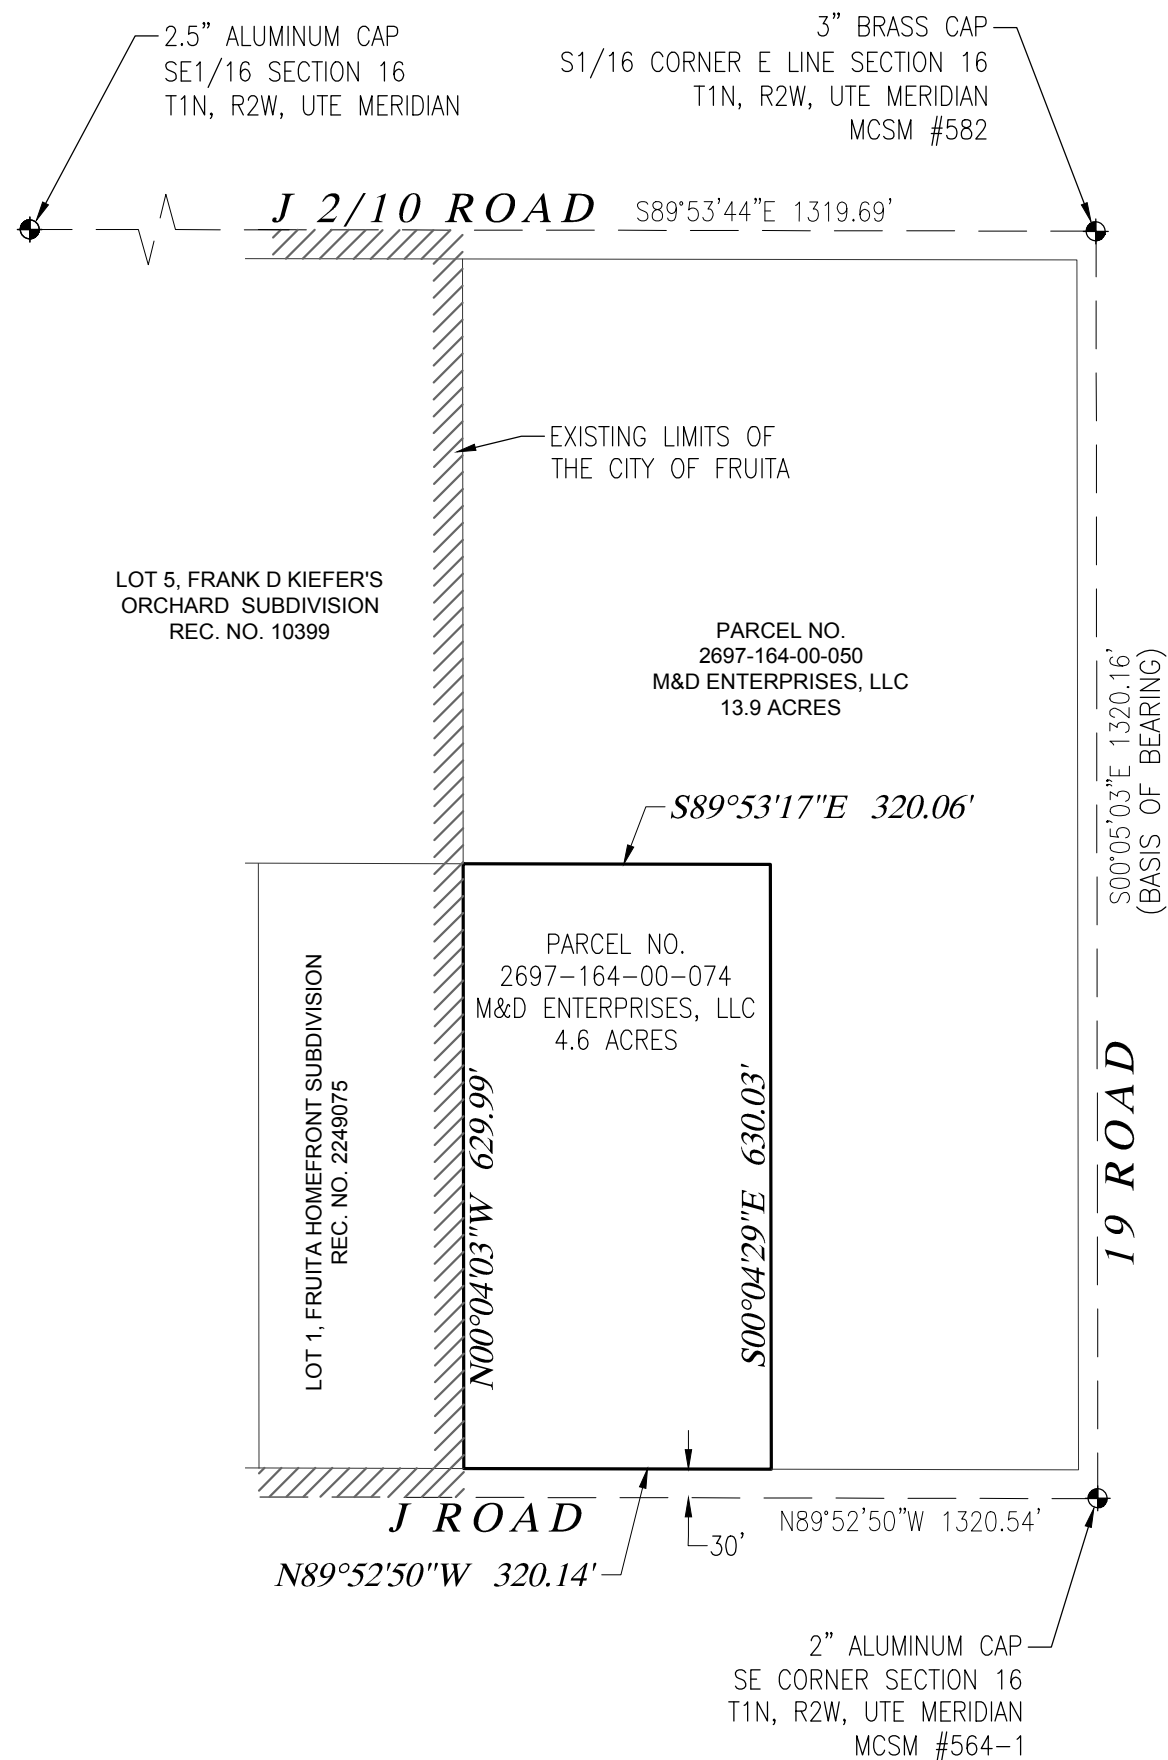 2.5” ALUMINUM CAP
SE1/16 SECTION 16
T1N, R2W, UTE MERIDIAN
3” BRASS CAP
S1/16 CORNER E LINE SECTION 16
T1N, R2W, UTE MERIDIAN
MCSM #582
J 2/10 ROAD
S89°53’44”E 1319.69’
EXISTING LIMITS OF
THE CITY OF FRUITA
LOT 5, FRANK D KIEFER'S
ORCHARD SUBDIVISION
REC. NO. 10399
PARCEL NO.
2697-164-00-050
M&D ENTERPRISES, LLC
13.9 ACRES
S00°05’03”E 1320.16’
(BASIS OF BEARING)
S89°53'17"E 320.06'
PARCEL NO.
2697-164-00-074
M&D ENTERPRISES, LLC
4.6 ACRES
LOT 1, FRUITA HOMEFRONT SUBDIVISION
REC. NO. 2249075
N00°04'03"W 629.99'
S00°04'29"E 630.03'
19 ROAD
J ROAD
N89°52’50”W 1320.54’
30’
N89°52'50"W 320.14'
2” ALUMINUM CAP
SE CORNER SECTION 16
T1N, R2W, UTE MERIDIAN
MCSM #564-1